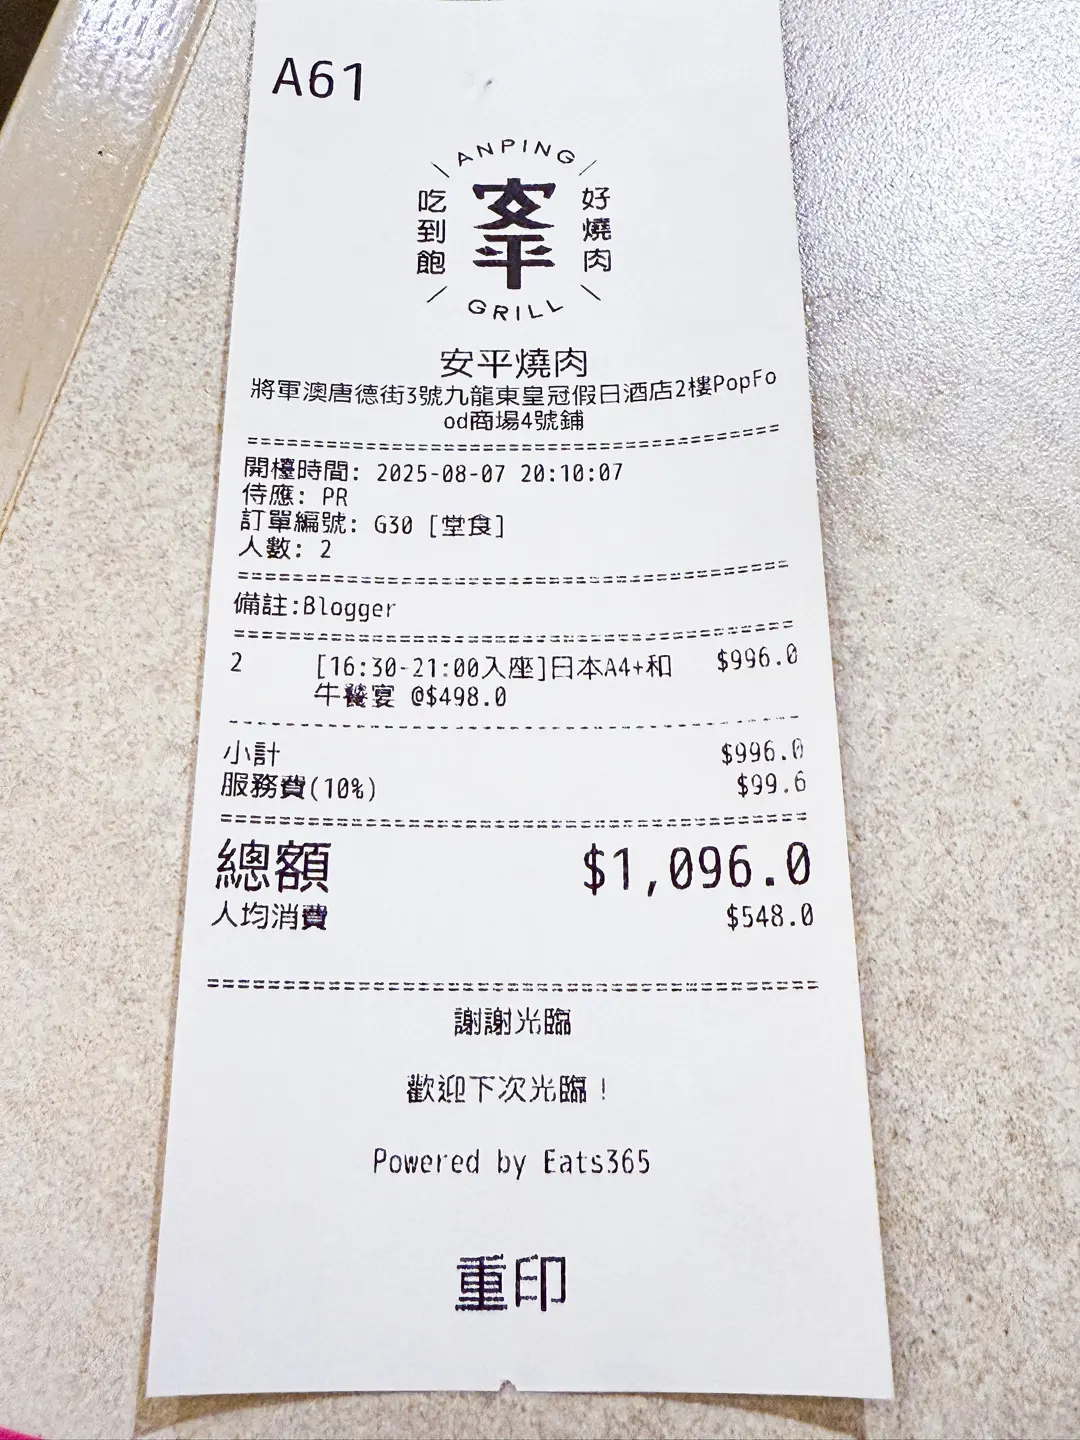 A61
ANPING
吃到飽
安平
好燒肉
GRILL
安平燒肉
將軍澳唐德街3號九龍東皇冠假日酒店2樓PopFo
od商場4號鋪
開檯時間: 2025-08-07 20:10:07
侍應: PR
訂單編號: G30 [堂食]
人數: 2
備註:Blogger
2 [16:30-21:00入座]日本A4+和 $996.0
牛饗宴 @$498.0
小計 $996.0
服務費(10%) $99.6
總額 $1,096.0
人均消費 $548.0
謝謝光臨
歡迎下次光臨!
Powered by Eats365
重印